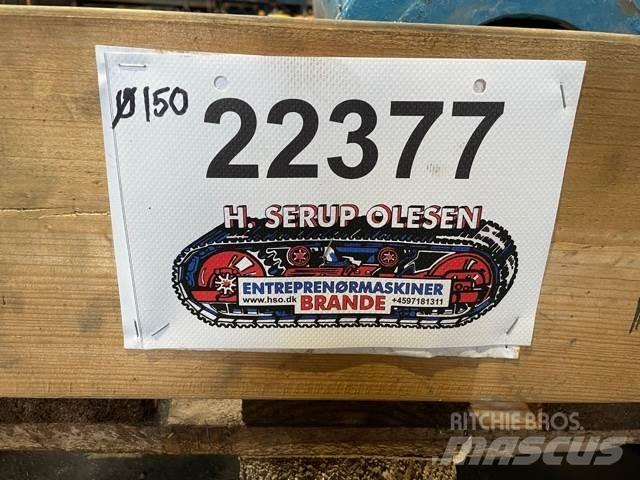 Ø150
22377
H. SERUP OLESEN
ENTREPRENØRMASKINER
www.hso.dk BRANDE +4597181311
RITCHIE BROS.
MASCUS